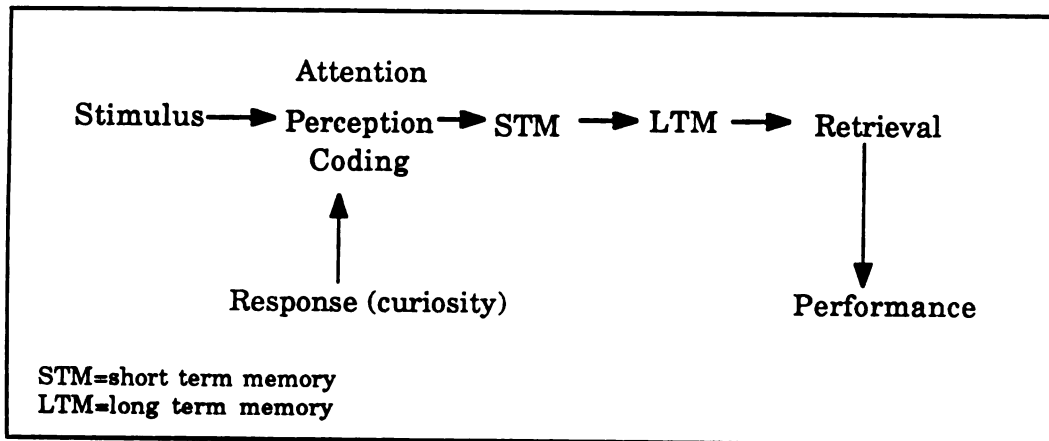 Attention
Stimulus Perception STM LTM Retrieval
Coding
Response (curiosity) Performance
STM=short term memory
LTM=long term memory